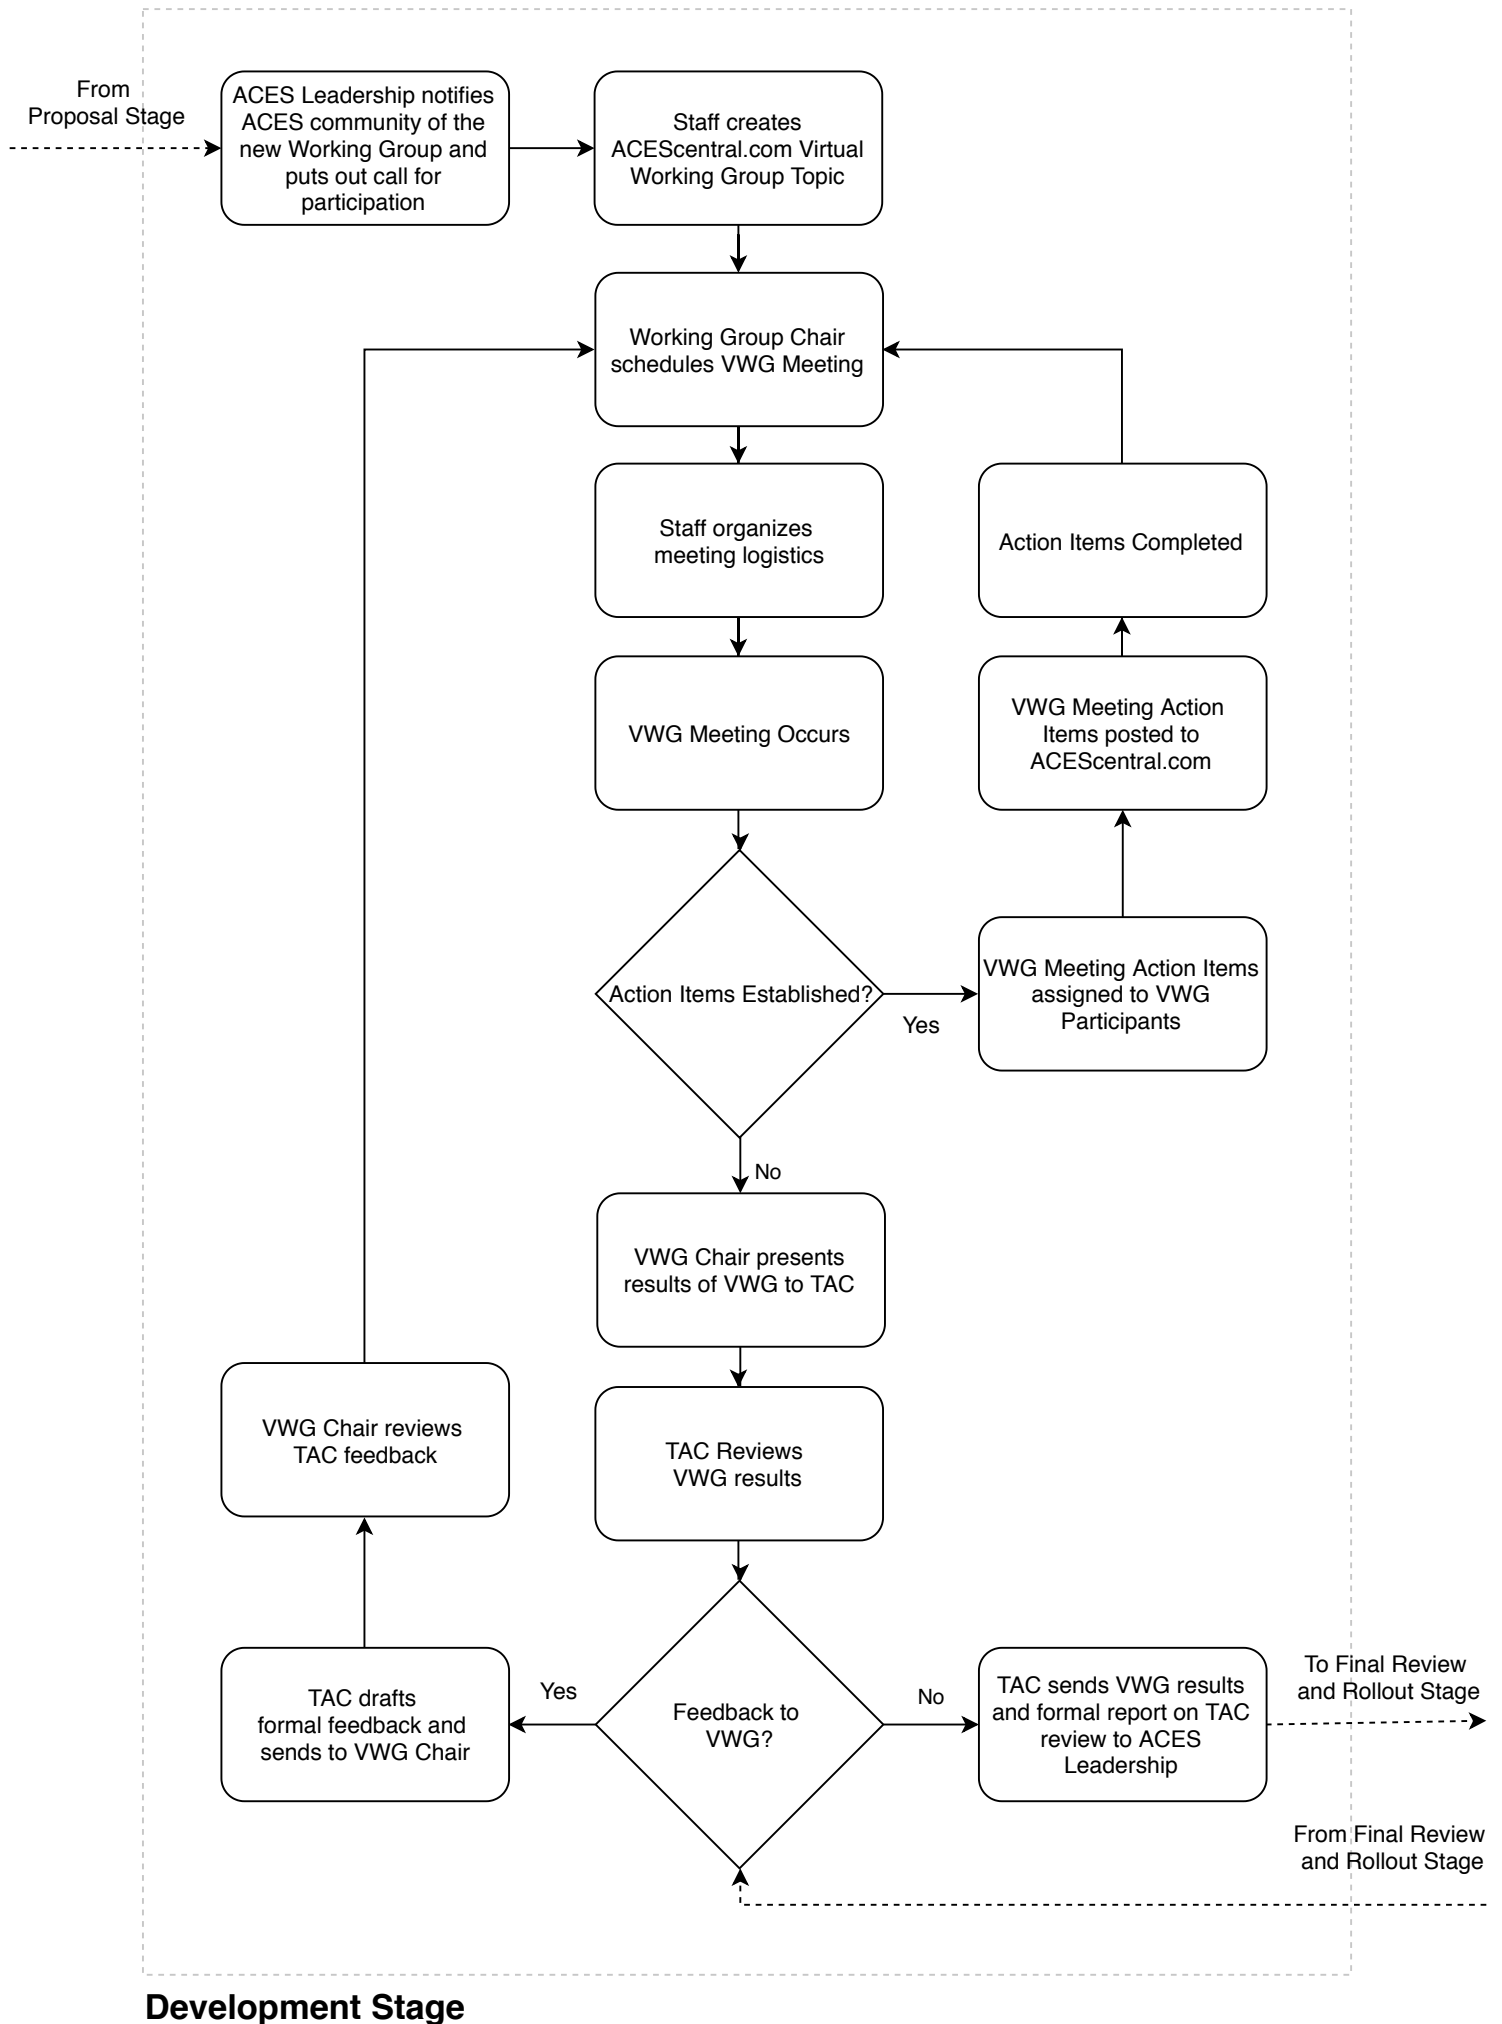 From
Proposal Stage
ACES Leadership notifies
ACES community of the
new Working Group and
puts out call for
participation
Staff creates
ACEScentral.com Virtual
Working Group Topic
Working Group Chair
schedules VWG Meeting
Staff organizes
meeting logistics
Action Items Completed
VWG Meeting Occurs
VWG Meeting Action
Items posted to
ACEScentral.com
Action Items Established?
Yes
VWG Meeting Action Items
assigned to VWG
Participants
No
VWG Chair presents
results of VWG to TAC
VWG Chair reviews
TAC feedback
TAC Reviews
VWG results
TAC drafts
formal feedback and
sends to VWG Chair
Yes
Feedback to
VWG?
No
TAC sends VWG results
and formal report on TAC
review to ACES
Leadership
To Final Review
and Rollout Stage
From Final Review
and Rollout Stage
Development Stage